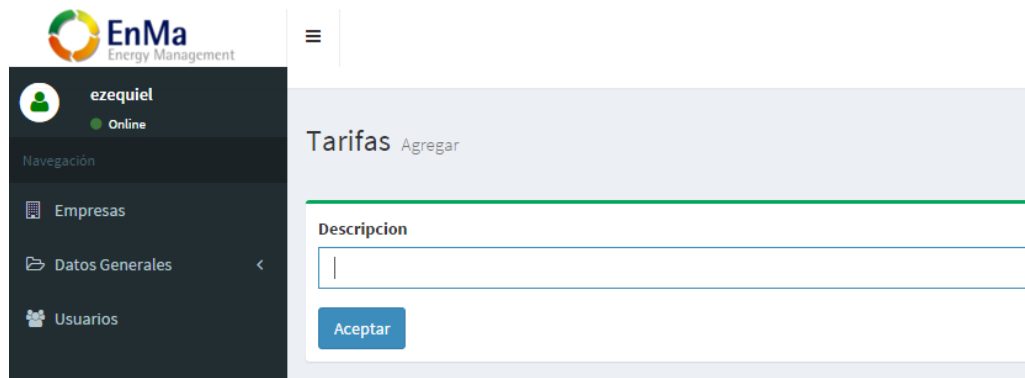 EnMa
Energy Management
ezequiel
Online
Navegación
Empresas
Datos Generales
Usuarios
Tarifas Agregar
Descripcion
Aceptar